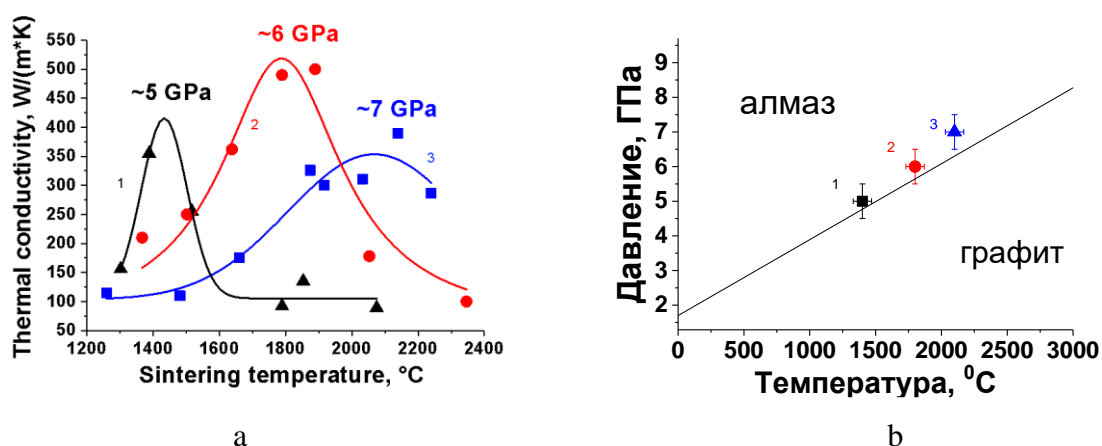 ~6 GPa
~5 GPa
~7 GPa
1
2
3
Thermal conductivity, W/(m*K)
550
500
450
400
350
300
250
200
150
100
50
1200 1400 1600 1800 2000 2200 2400
Sintering temperature, °C
a
алмаз
графит
1
2
3
Давление, ГПа
9
8
7
6
5
4
3
2
0 500 1000 1500 2000 2500 3000
Температура, ⁰C
b